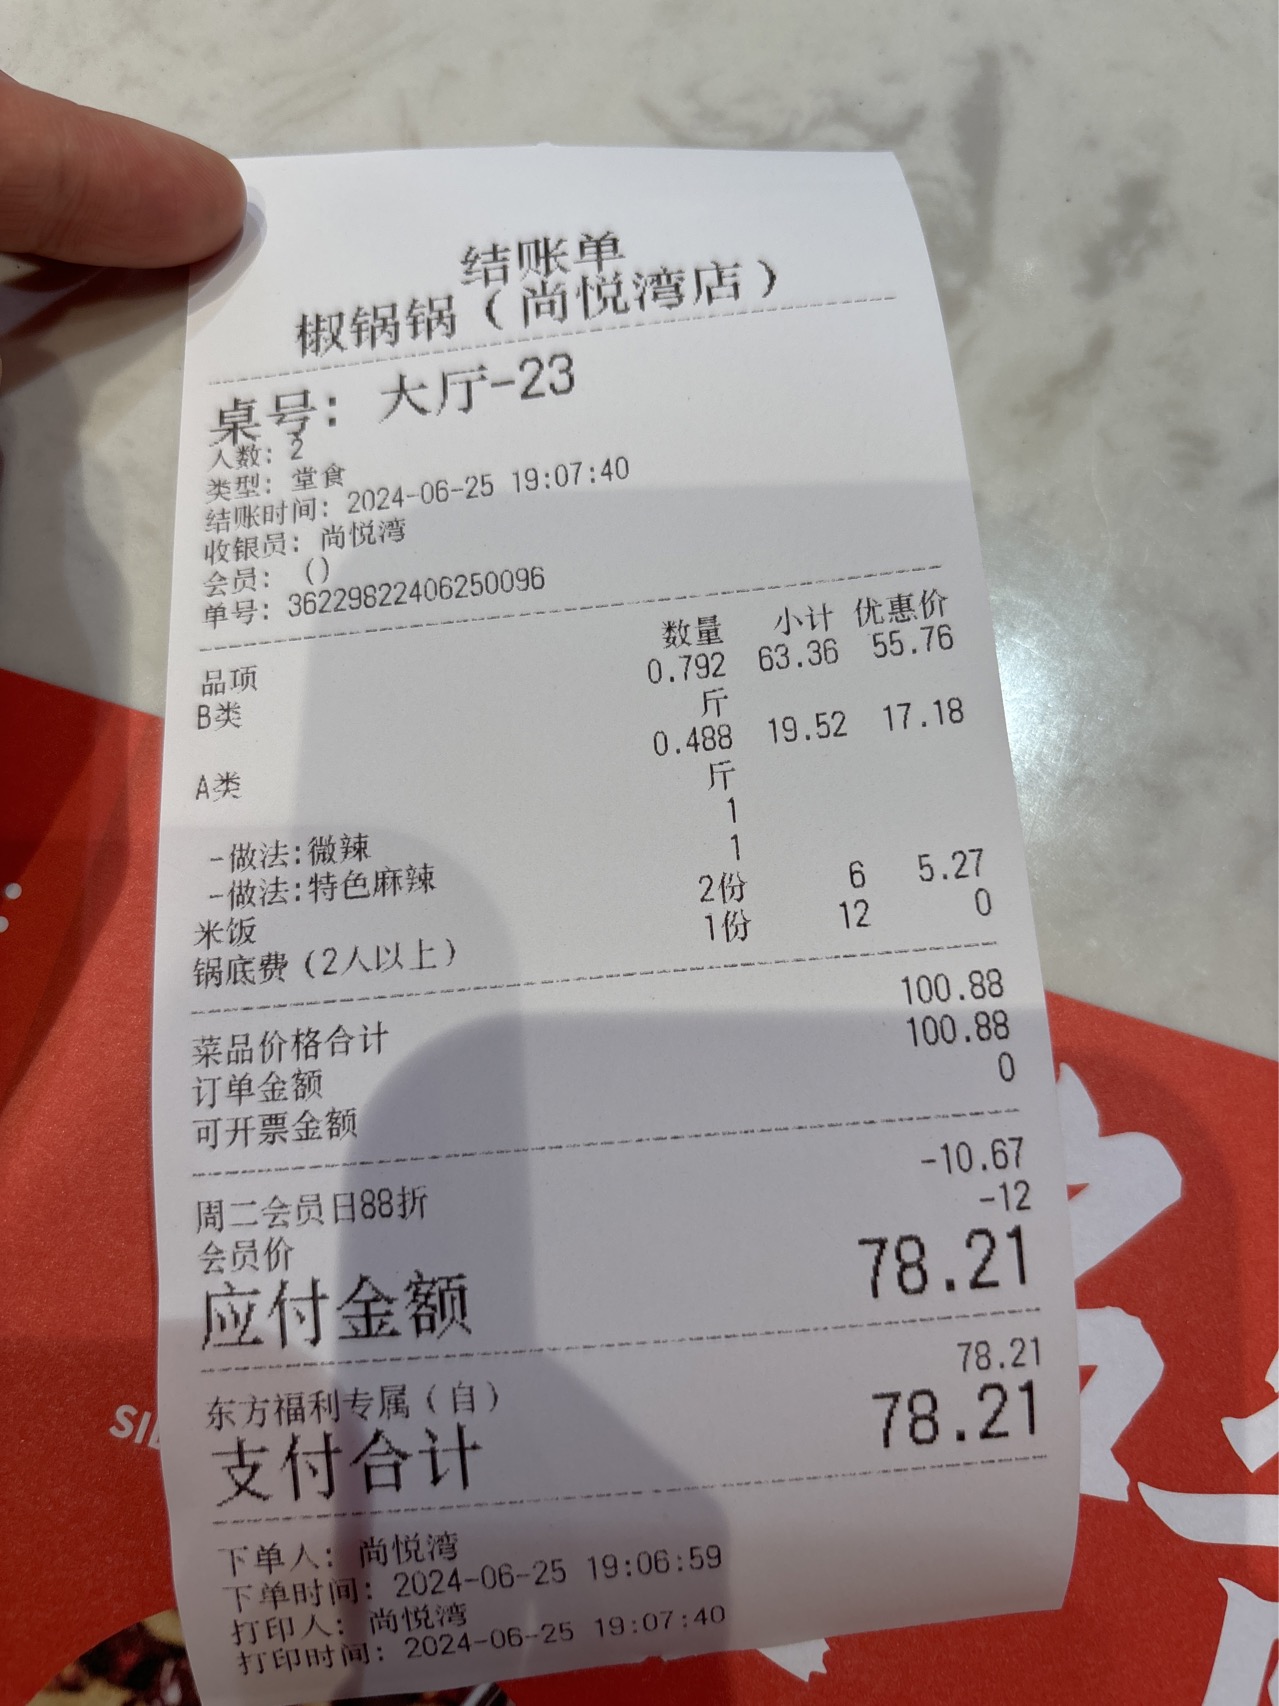 结账单
椒锅锅（尚悦湾店）
桌号： 大厅-23
人数: 2
类型: 堂食
结账时间: 2024-06-25 19:07:40
收银员: 尚悦湾
会员: ()
单号: 36229822406250096
品项 数量 小计 优惠价
B类 0.792斤 63.36 55.76
A类 0.488斤 19.52 17.18
-做法:微辣 1
-做法:特色麻辣 1
米饭 2份 6 5.27
锅底费（2人以上） 1份 12 0
菜品价格合计 100.88
订单金额 100.88
可开票金额 0
周二会员日88折 -10.67
会员价 -12
应付金额 78.21
东方福利专属（自） 78.21
支付合计 78.21
下单人: 尚悦湾
下单时间: 2024-06-25 19:06:59
打印人: 尚悦湾
打印时间: 2024-06-25 19:07:40